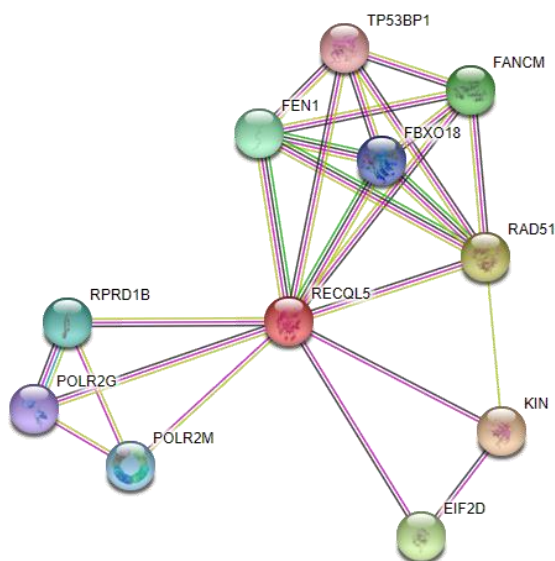 TP53BP1
FANCM
FEN1
FBXO18
RAD51
RECQL5
RPRD1B
POLR2G
POLR2M
KIN
EIF2D